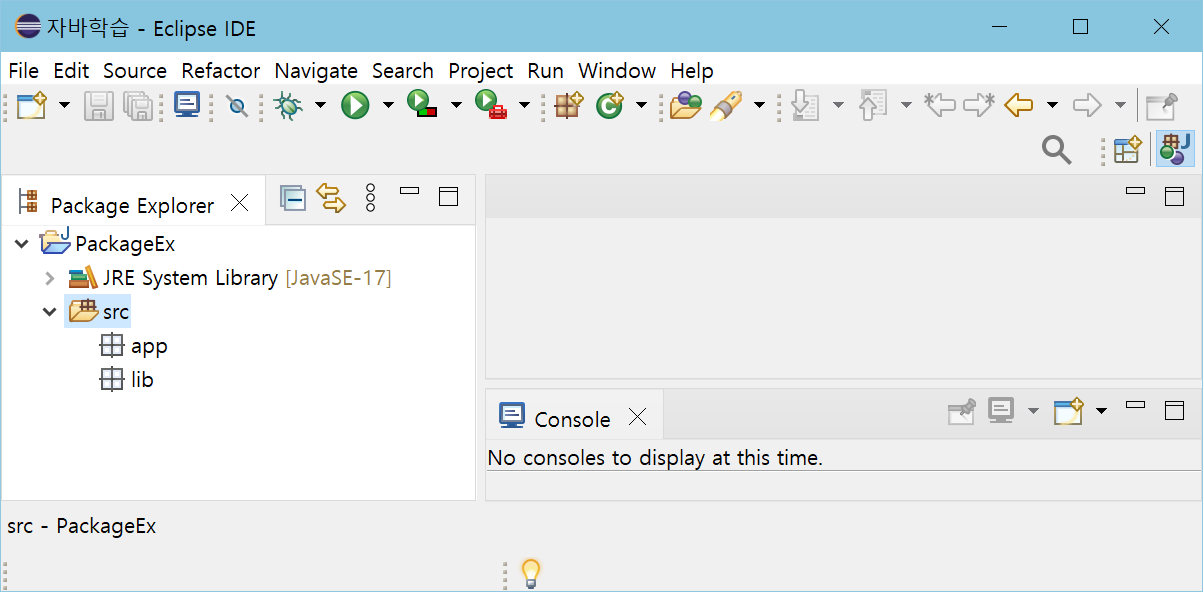 자바학습 - Eclipse IDE
File Edit Source Refactor Navigate Search Project Run Window Help
Package Explorer
PackageEx
JRE System Library [JavaSE-17]
src
app
lib
Console
No consoles to display at this time.
src - PackageEx